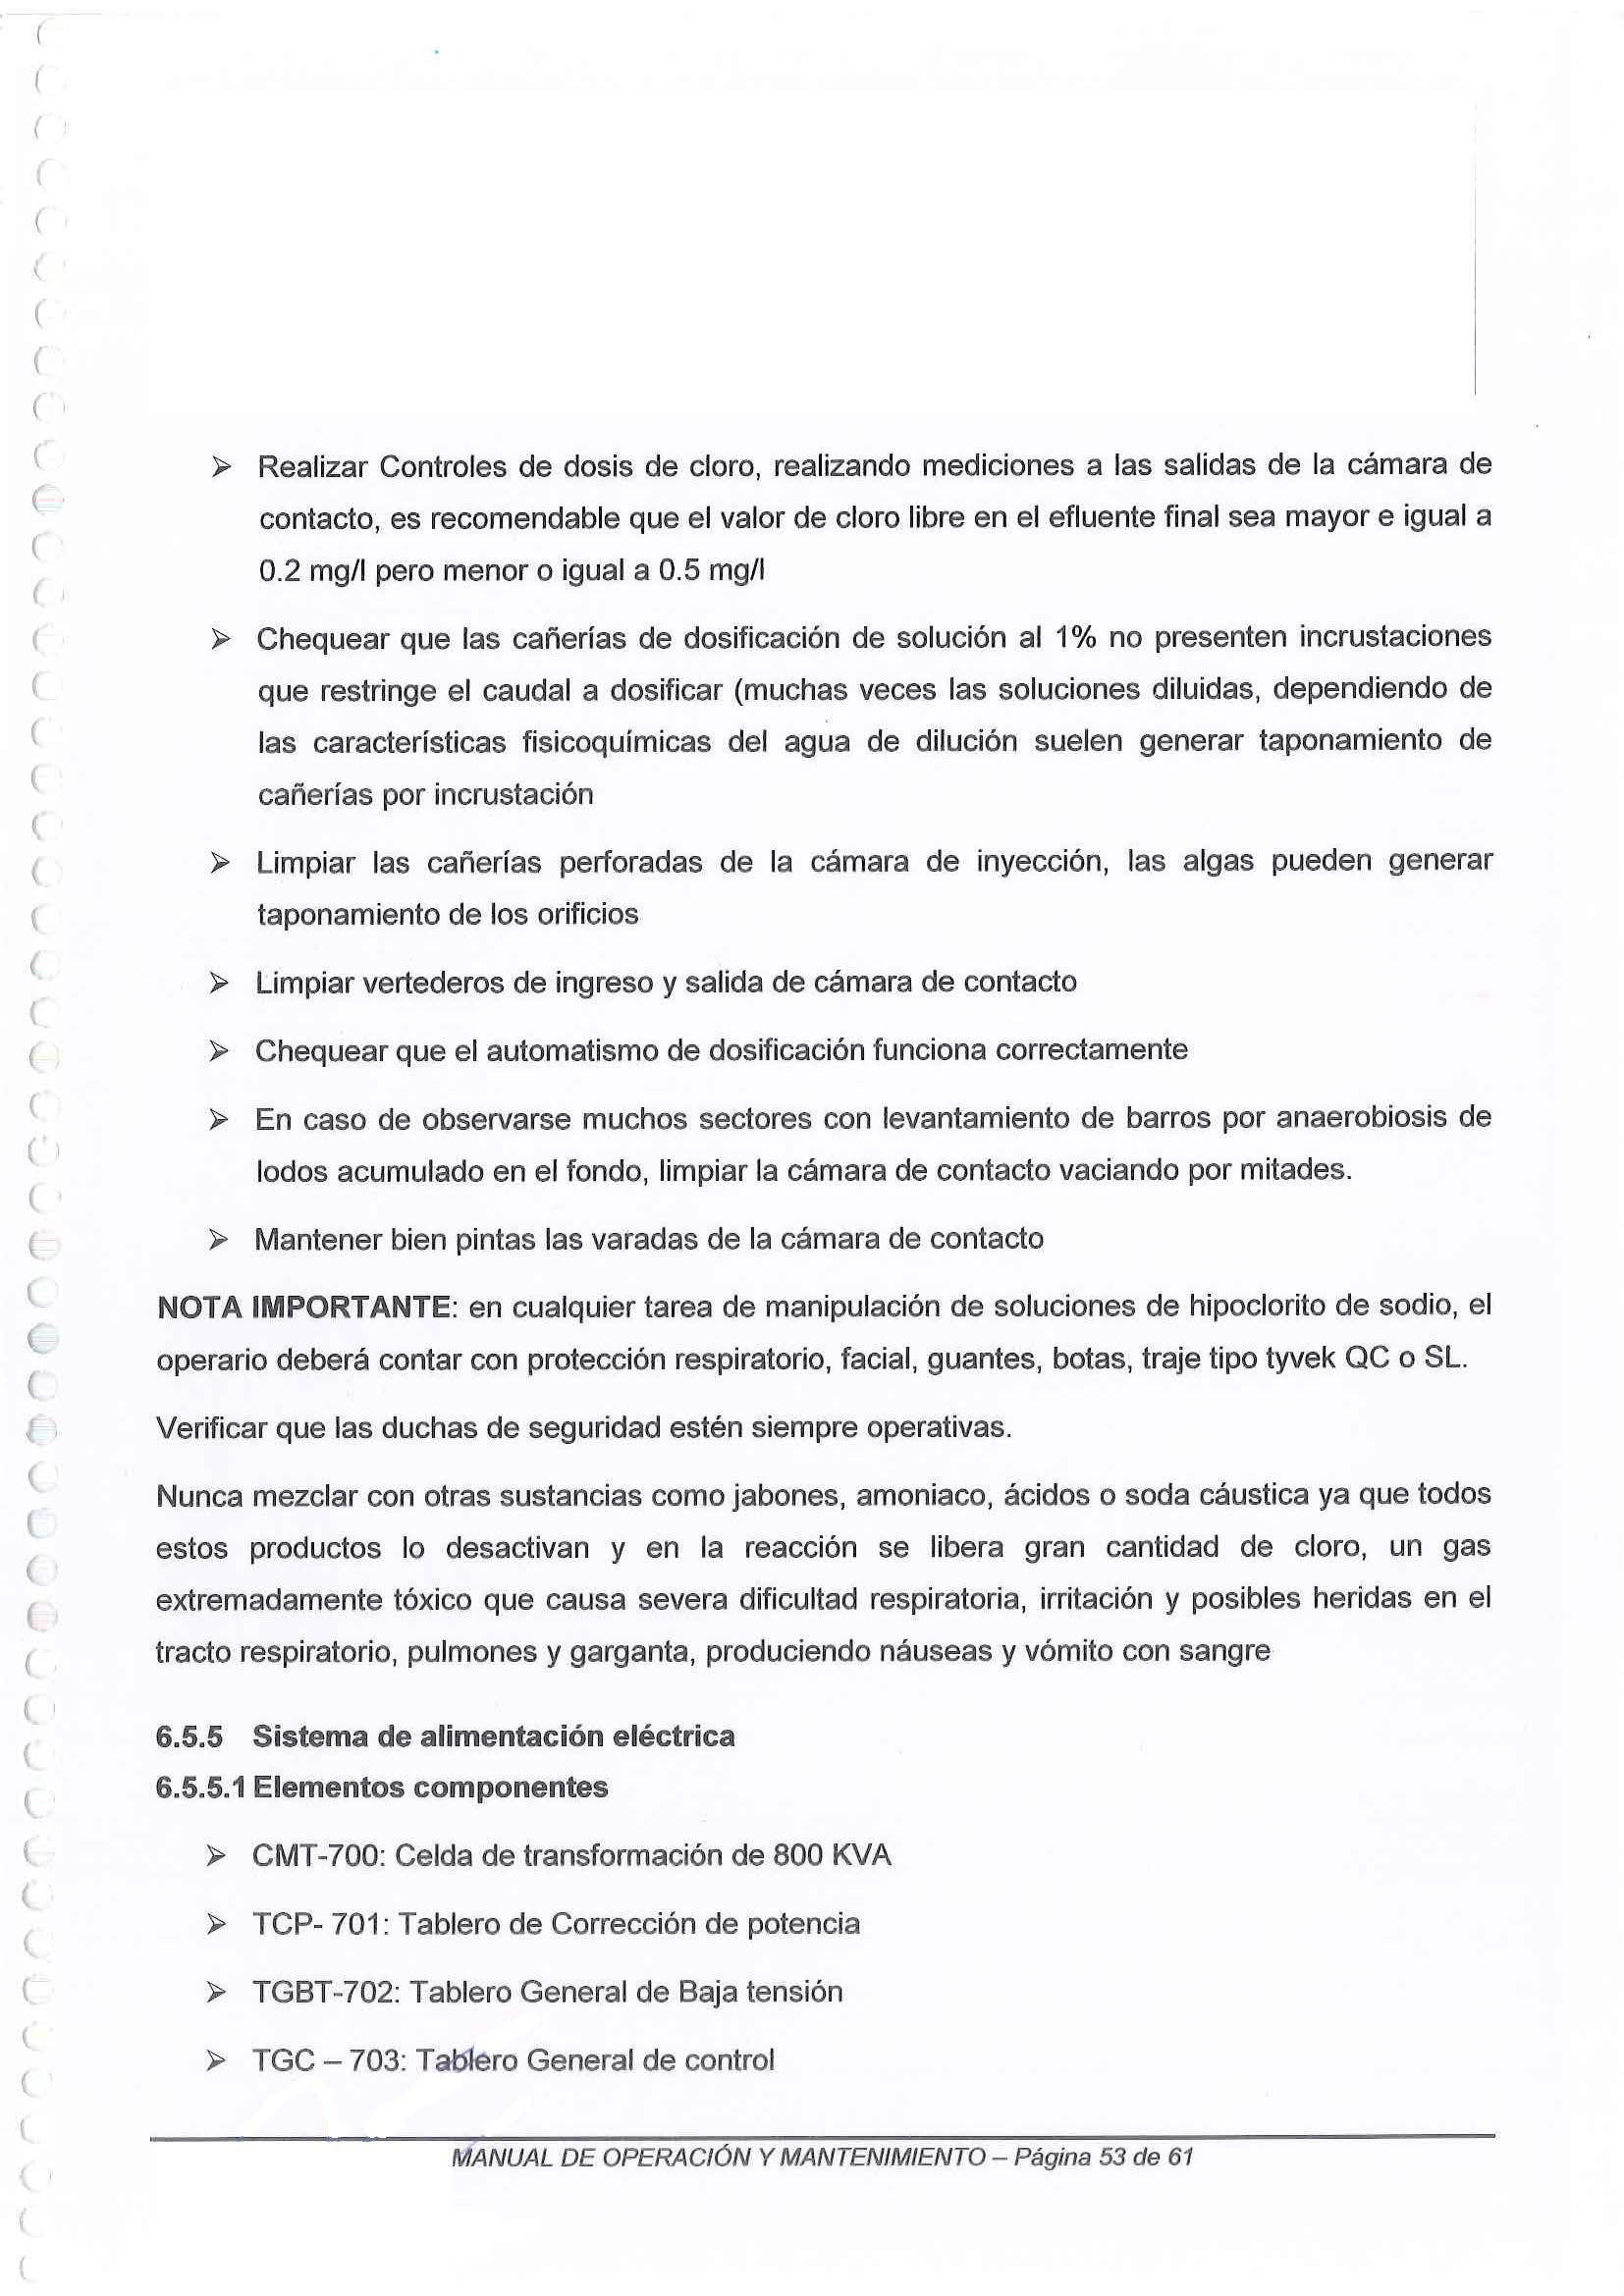 ➢ Realizar Controles de dosis de cloro, realizando mediciones a las salidas de la cámara de
contacto, es recomendable que el valor de cloro libre en el efluente final sea mayor e igual a
0.2 mg/l pero menor o igual a 0.5 mg/l
➢ Chequear que las cañerías de dosificación de solución al 1% no presenten incrustaciones
que restringe el caudal a dosificar (muchas veces las soluciones diluidas, dependiendo de
las características fisicoquímicas del agua de dilución suelen generar taponamiento de
cañerías por incrustación
➢ Limpiar las cañerías perforadas de la cámara de inyección, las algas pueden generar
taponamiento de los orificios
➢ Limpiar vertederos de ingreso y salida de cámara de contacto
➢ Chequear que el automatismo de dosificación funciona correctamente
➢ En caso de observarse muchos sectores con levantamiento de barros por anaerobiosis de
lodos acumulado en el fondo, limpiar la cámara de contacto vaciando por mitades.
➢ Mantener bien pintas las varadas de la cámara de contacto
NOTA IMPORTANTE: en cualquier tarea de manipulación de soluciones de hipoclorito de sodio, el
operario deberá contar con protección respiratorio, facial, guantes, botas, traje tipo tyvek QC o SL.
Verificar que las duchas de seguridad estén siempre operativas.
Nunca mezclar con otras sustancias como jabones, amoniaco, ácidos o soda cáustica ya que todos
estos productos lo desactivan y en la reacción se libera gran cantidad de cloro, un gas
extremadamente tóxico que causa severa dificultad respiratoria, irritación y posibles heridas en el
tracto respiratorio, pulmones y garganta, produciendo náuseas y vómito con sangre
6.5.5 Sistema de alimentación eléctrica
6.5.5.1 Elementos componentes
➢ CMT-700: Celda de transformación de 800 KVA
➢ TCP- 701: Tablero de Corrección de potencia
➢ TGBT-702: Tablero General de Baja tensión
➢ TGC – 703: Tablero General de control
MANUAL DE OPERACIÓN Y MANTENIMIENTO – Página 53 de 61